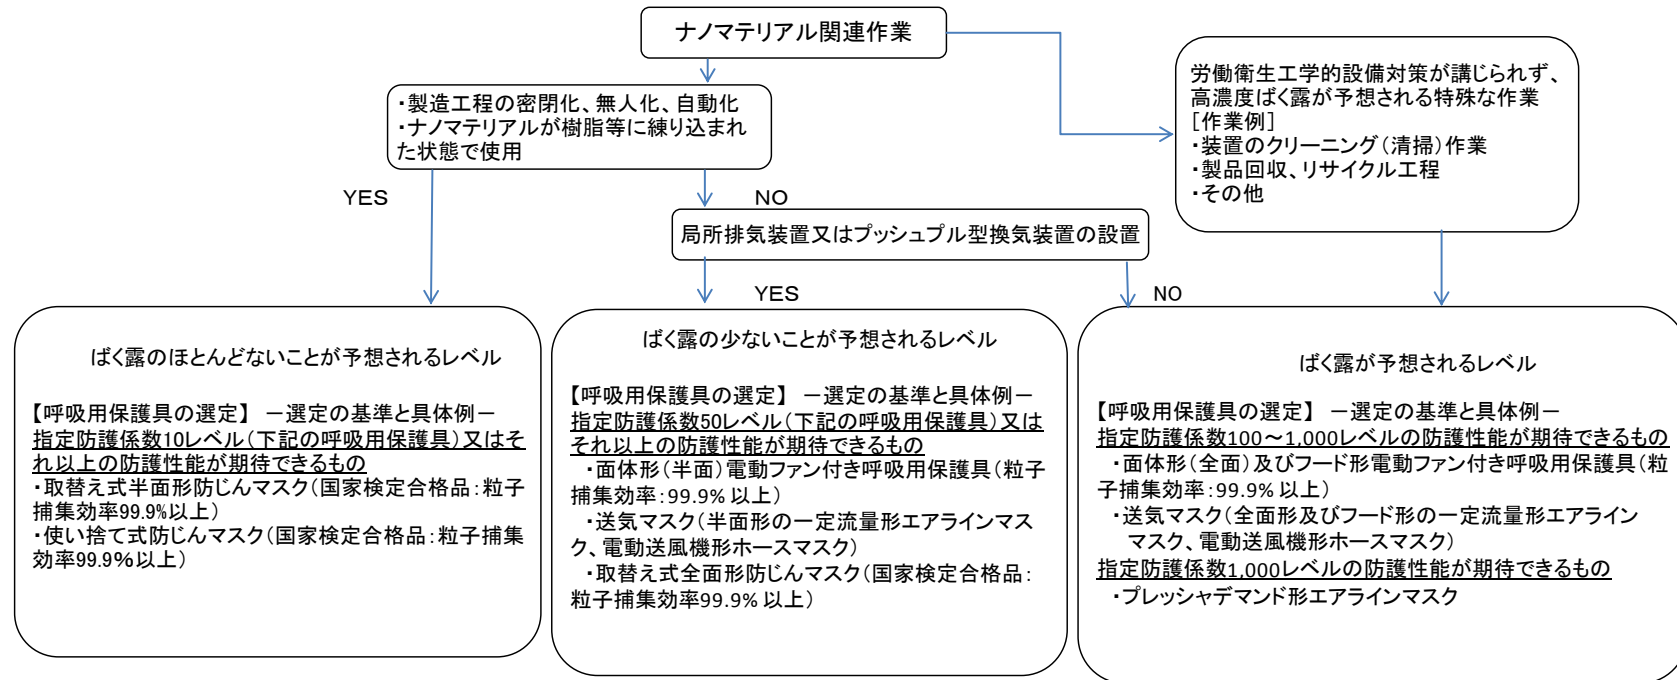 ナノマテリアル関連作業
・製造工程の密閉化、無人化、自動化
・ナノマテリアルが樹脂等に練り込まれ
た状態で使用
労働衛生工学的設備対策が講じられず、
高濃度ばく露が予想される特殊な作業
［作業例］
・装置のクリーニング（清掃）作業
・製品回収、リサイクル工程
・その他
YES
NO
局所排気装置又はプッシュプル型換気装置の設置
YES
NO
ばく露のほとんどないことが予想されるレベル
【呼吸用保護具の選定】 －選定の基準と具体例－
指定防護係数10レベル（下記の呼吸用保護具）又はそ
れ以上の防護性能が期待できるもの
・取替え式半面形防じんマスク（国家検定合格品：粒子
捕集効率99.9%以上）
・使い捨て式防じんマスク（国家検定合格品：粒子捕集
効率99.9％以上）
ばく露の少ないことが予想されるレベル
【呼吸用保護具の選定】 －選定の基準と具体例－
指定防護係数50レベル（下記の呼吸用保護具）又は
それ以上の防護性能が期待できるもの
・面体形（半面）電動ファン付き呼吸用保護具（粒子
捕集効率：99.9％以上）
・送気マスク（半面形の一定流量形エアラインマス
ク、電動送風機形ホースマスク）
・取替え式全面形防じんマスク（国家検定合格品：
粒子捕集効率99.9％以上）
ばく露が予想されるレベル
【呼吸用保護具の選定】 －選定の基準と具体例－
指定防護係数100～1,000レベルの防護性能が期待できるもの
・面体形（全面）及びフード形電動ファン付き呼吸用保護具（粒
子捕集効率：99.9％以上）
・送気マスク（全面形及びフード形の一定流量形エアライン
マスク、電動送風機形ホースマスク）
指定防護係数1,000レベルの防護性能が期待できるもの
・プレッシャデマンド形エアラインマスク